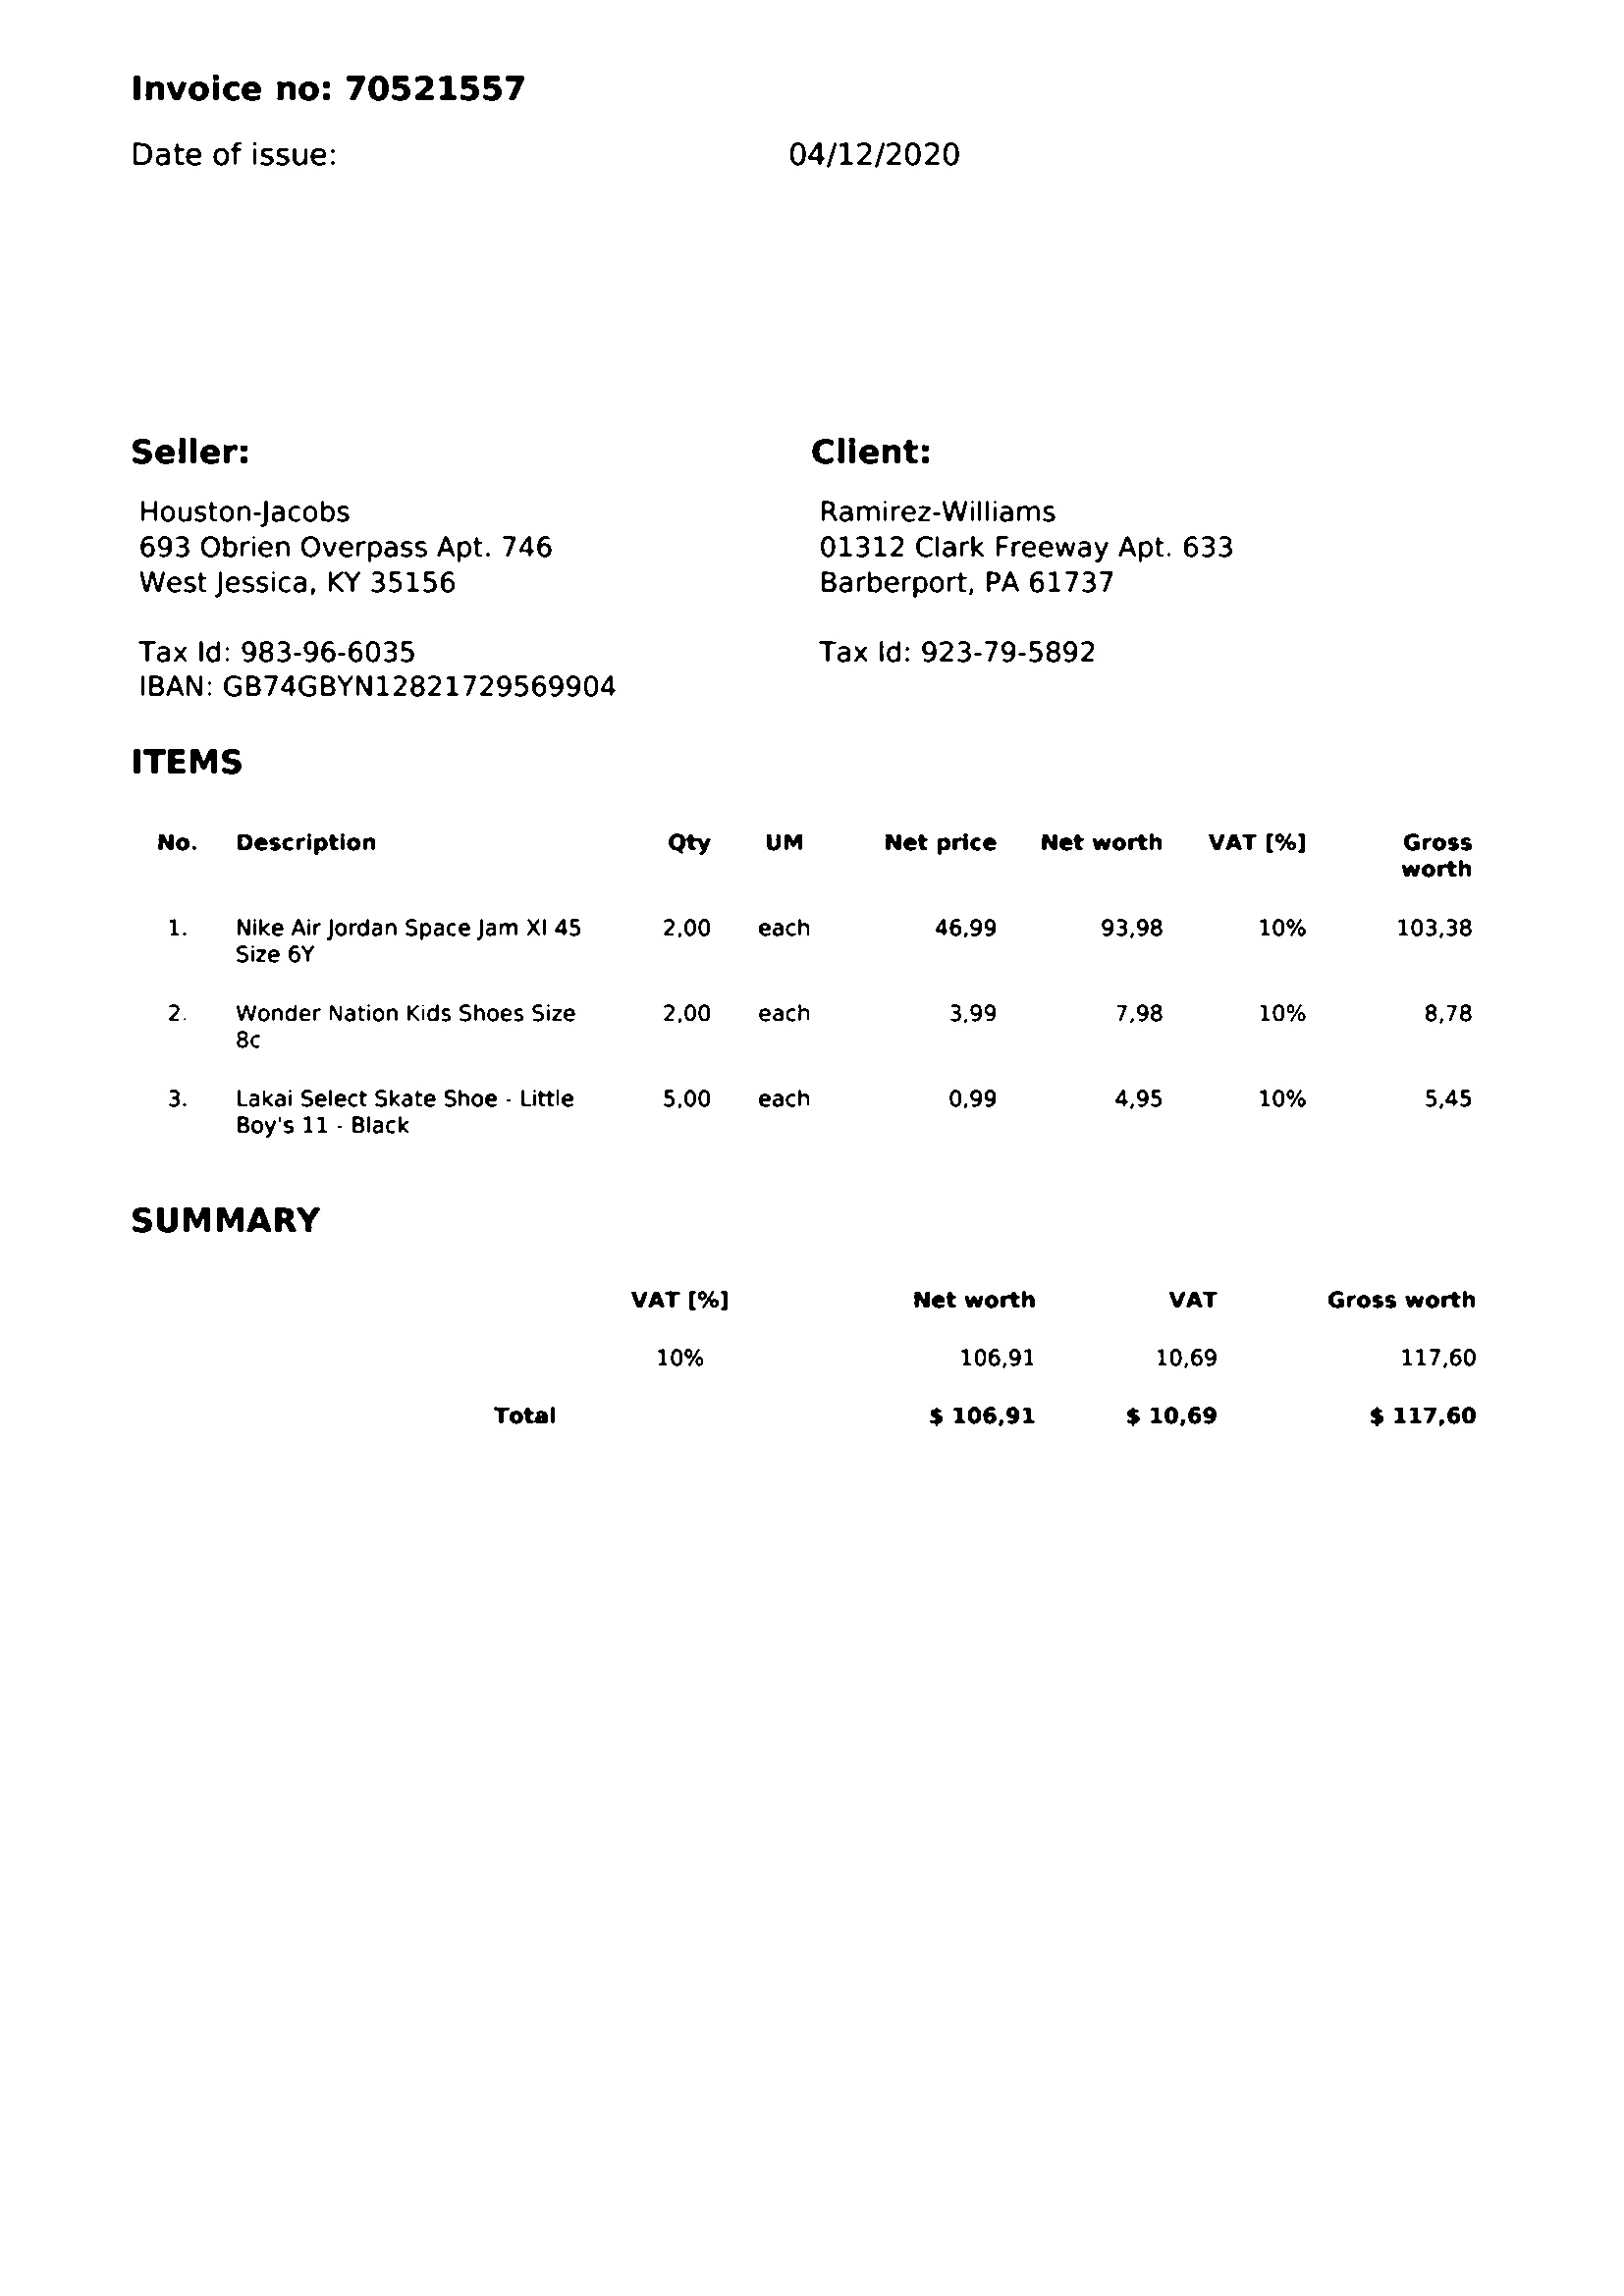 Invoice no: 70521557
Date of issue: 04/12/2020
Seller:
Houston-Jacobs
693 Obrien Overpass Apt. 746
West Jessica, KY 35156
Tax Id: 983-96-6035
IBAN: GB74GBYN12821729569904
Client:
Ramirez-Williams
01312 Clark Freeway Apt. 633
Barberport, PA 61737
Tax Id: 923-79-5892
ITEMS
No. Description Qty UM Net price Net worth VAT [%] Gross
worth
1. Nike Air Jordan Space Jam XI 45 2,00 each 46,99 93,98 10% 103,38
Size 6Y
2. Wonder Nation Kids Shoes Size 2,00 each 3,99 7,98 10% 8,78
8c
3. Lakai Select Skate Shoe - Little 5,00 each 0,99 4,95 10% 5,45
Boy's 11 - Black
SUMMARY
VAT [%] Net worth VAT Gross worth
10% 106,91 10,69 117,60
Total $ 106,91 $ 10,69 $ 117,60